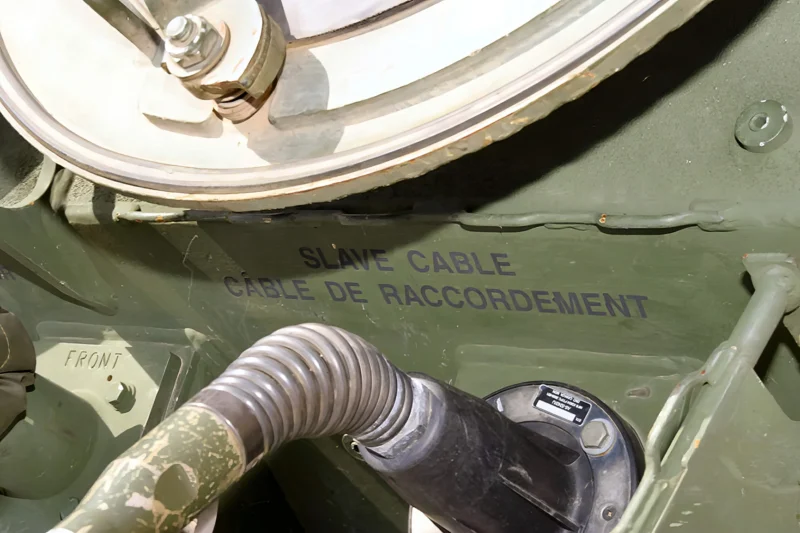 SLAVE CABLE
CÂBLE DE RACCORDEMENT
FRONT